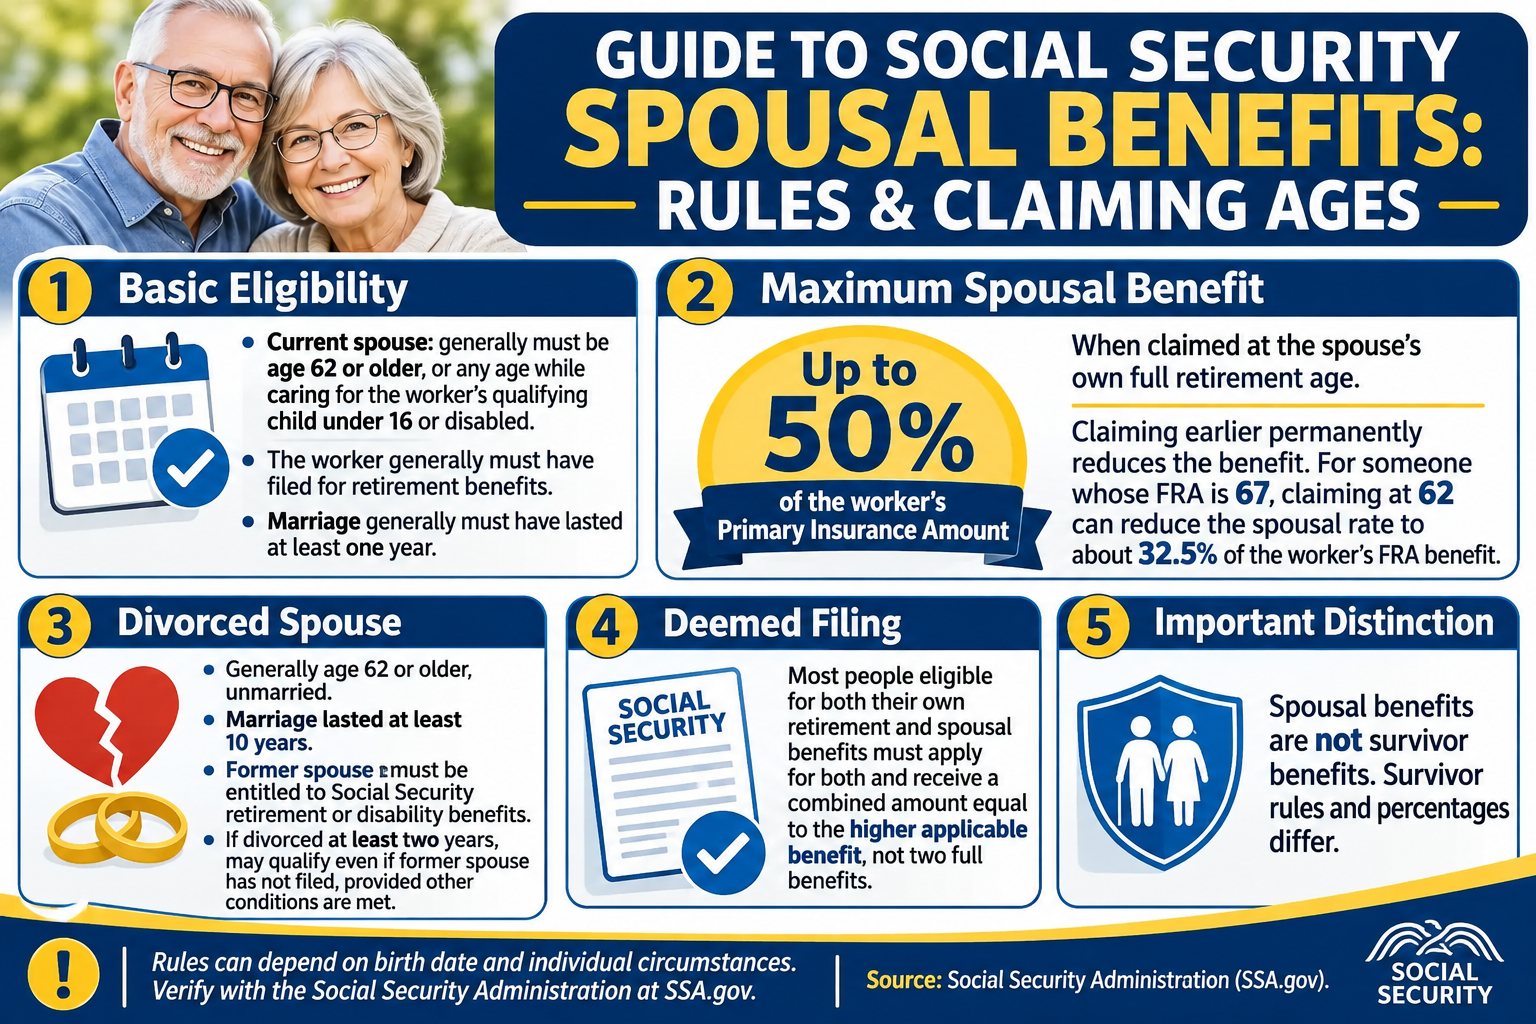 GUIDE TO SOCIAL SECURITY
SPOUSAL BENEFITS:
RULES & CLAIMING AGES
1 Basic Eligibility
• Current spouse: generally must be
age 62 or older, or any age while
caring for the worker's qualifying
child under 16 or disabled.
• The worker generally must have
filed for retirement benefits.
• Marriage generally must have lasted
at least one year.
2 Maximum Spousal Benefit
Up to
50%
of the worker's
Primary Insurance Amount
When claimed at the spouse's
own full retirement age.
Claiming earlier permanently
reduces the benefit. For someone
whose FRA is 67, claiming at 62
can reduce the spousal rate to
about 32.5% of the worker's FRA benefit.
3 Divorced Spouse
• Generally age 62 or older,
unmarried.
• Marriage lasted at least
10 years.
• Former spouse must be
entitled to Social Security
retirement or disability benefits.
• If divorced at least two years,
may qualify even if former spouse
has not filed, provided other
conditions are met.
4 Deemed Filing
SOCIAL
SECURITY
Most people eligible
for both their own
retirement and spousal
benefits must apply
for both and receive a
combined amount equal
to the higher applicable
benefit, not two full
benefits.
5 Important Distinction
Spousal benefits
are not survivor
benefits. Survivor
rules and percentages
differ.
!
Rules can depend on birth date and individual circumstances.
Verify with the Social Security Administration at SSA.gov.
Source: Social Security Administration (SSA.gov).
SOCIAL
SECURITY